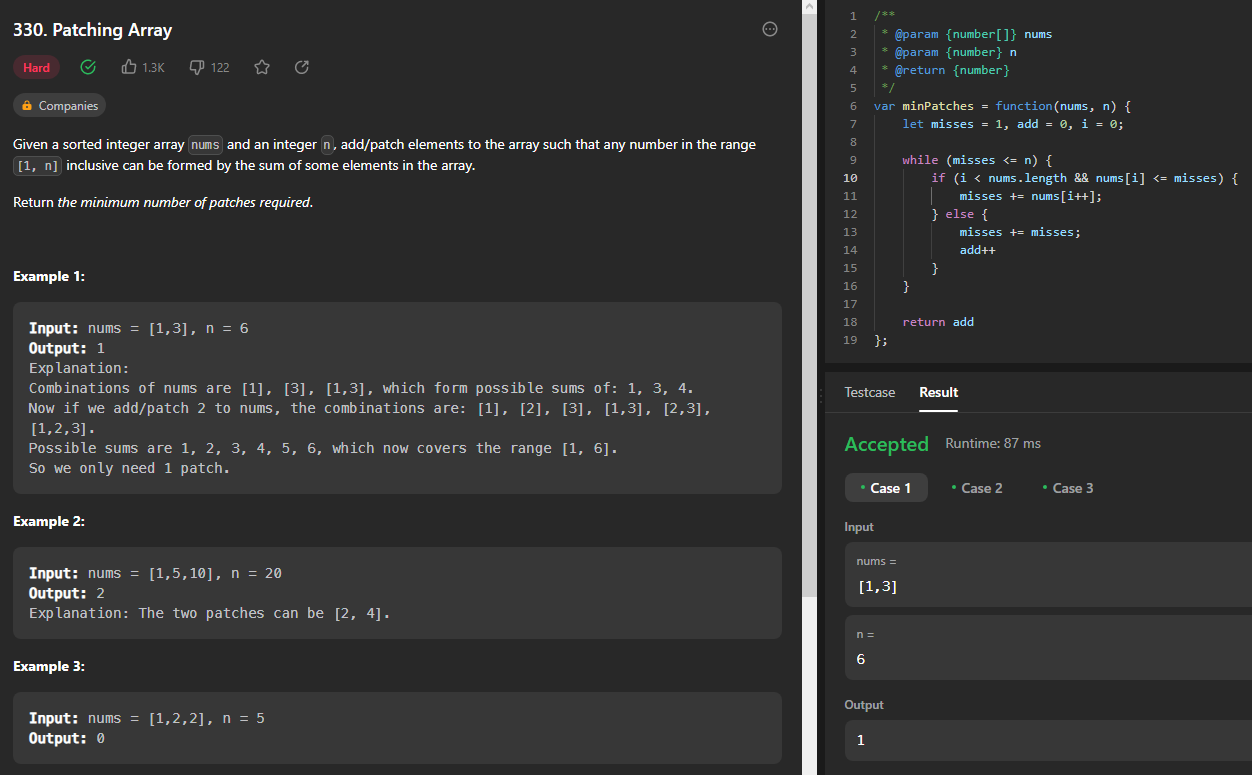 330. Patching Array
Hard
1.3K
122
Companies
Given a sorted integer array nums and an integer n, add/patch elements to the array such that any number in the range
[1, n] inclusive can be formed by the sum of some elements in the array.
Return the minimum number of patches required.
Example 1:
Input: nums = [1,3], n = 6
Output: 1
Explanation:
Combinations of nums are [1], [3], [1,3], which form possible sums of: 1, 3, 4.
Now if we add/patch 2 to nums, the combinations are: [1], [2], [3], [1,3], [2,3],
[1,2,3].
Possible sums are 1, 2, 3, 4, 5, 6, which now covers the range [1, 6].
So we only need 1 patch.
Example 2:
Input: nums = [1,5,10], n = 20
Output: 2
Explanation: The two patches can be [2, 4].
Example 3:
Input: nums = [1,2,2], n = 5
Output: 0
1 /**
2  * @param {number[]} nums
3  * @param {number} n
4  * @return {number}
5  */
6 var minPatches = function(nums, n) {
7     let misses = 1, add = 0, i = 0;
8
9     while (misses <= n) {
10         if (i < nums.length && nums[i] <= misses) {
11             misses += nums[i++];
12         } else {
13             misses += misses;
14             add++
15         }
16     }
17
18     return add
19 };
Testcase Result
Accepted Runtime: 87 ms
• Case 1 • Case 2 • Case 3
Input
nums =
[1,3]
n =
6
Output
1